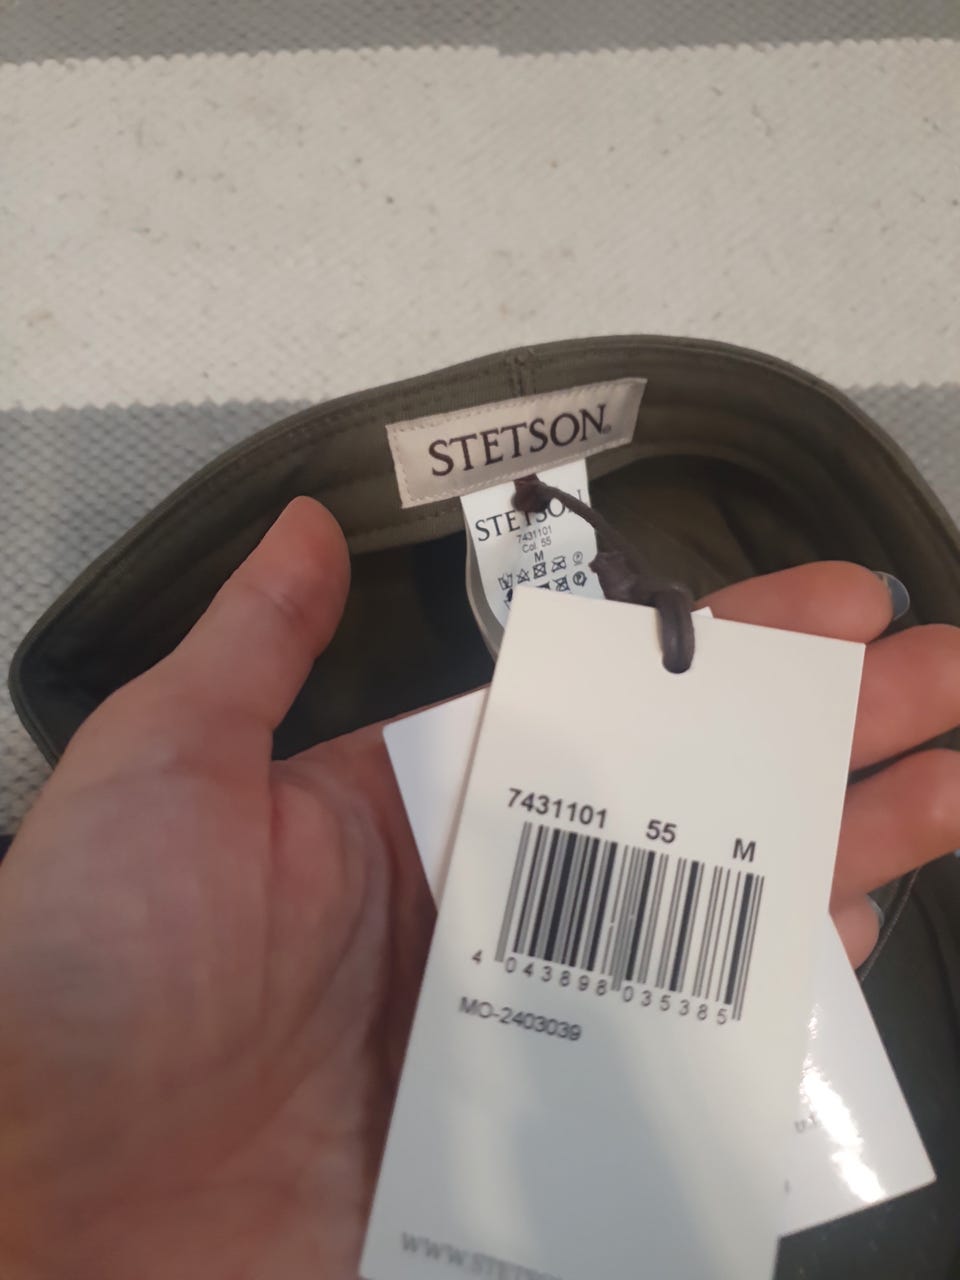 STETSON®
STETSON
7431101
Col 55
M
7431101 55 M
4 043898 035385
MO-2403039